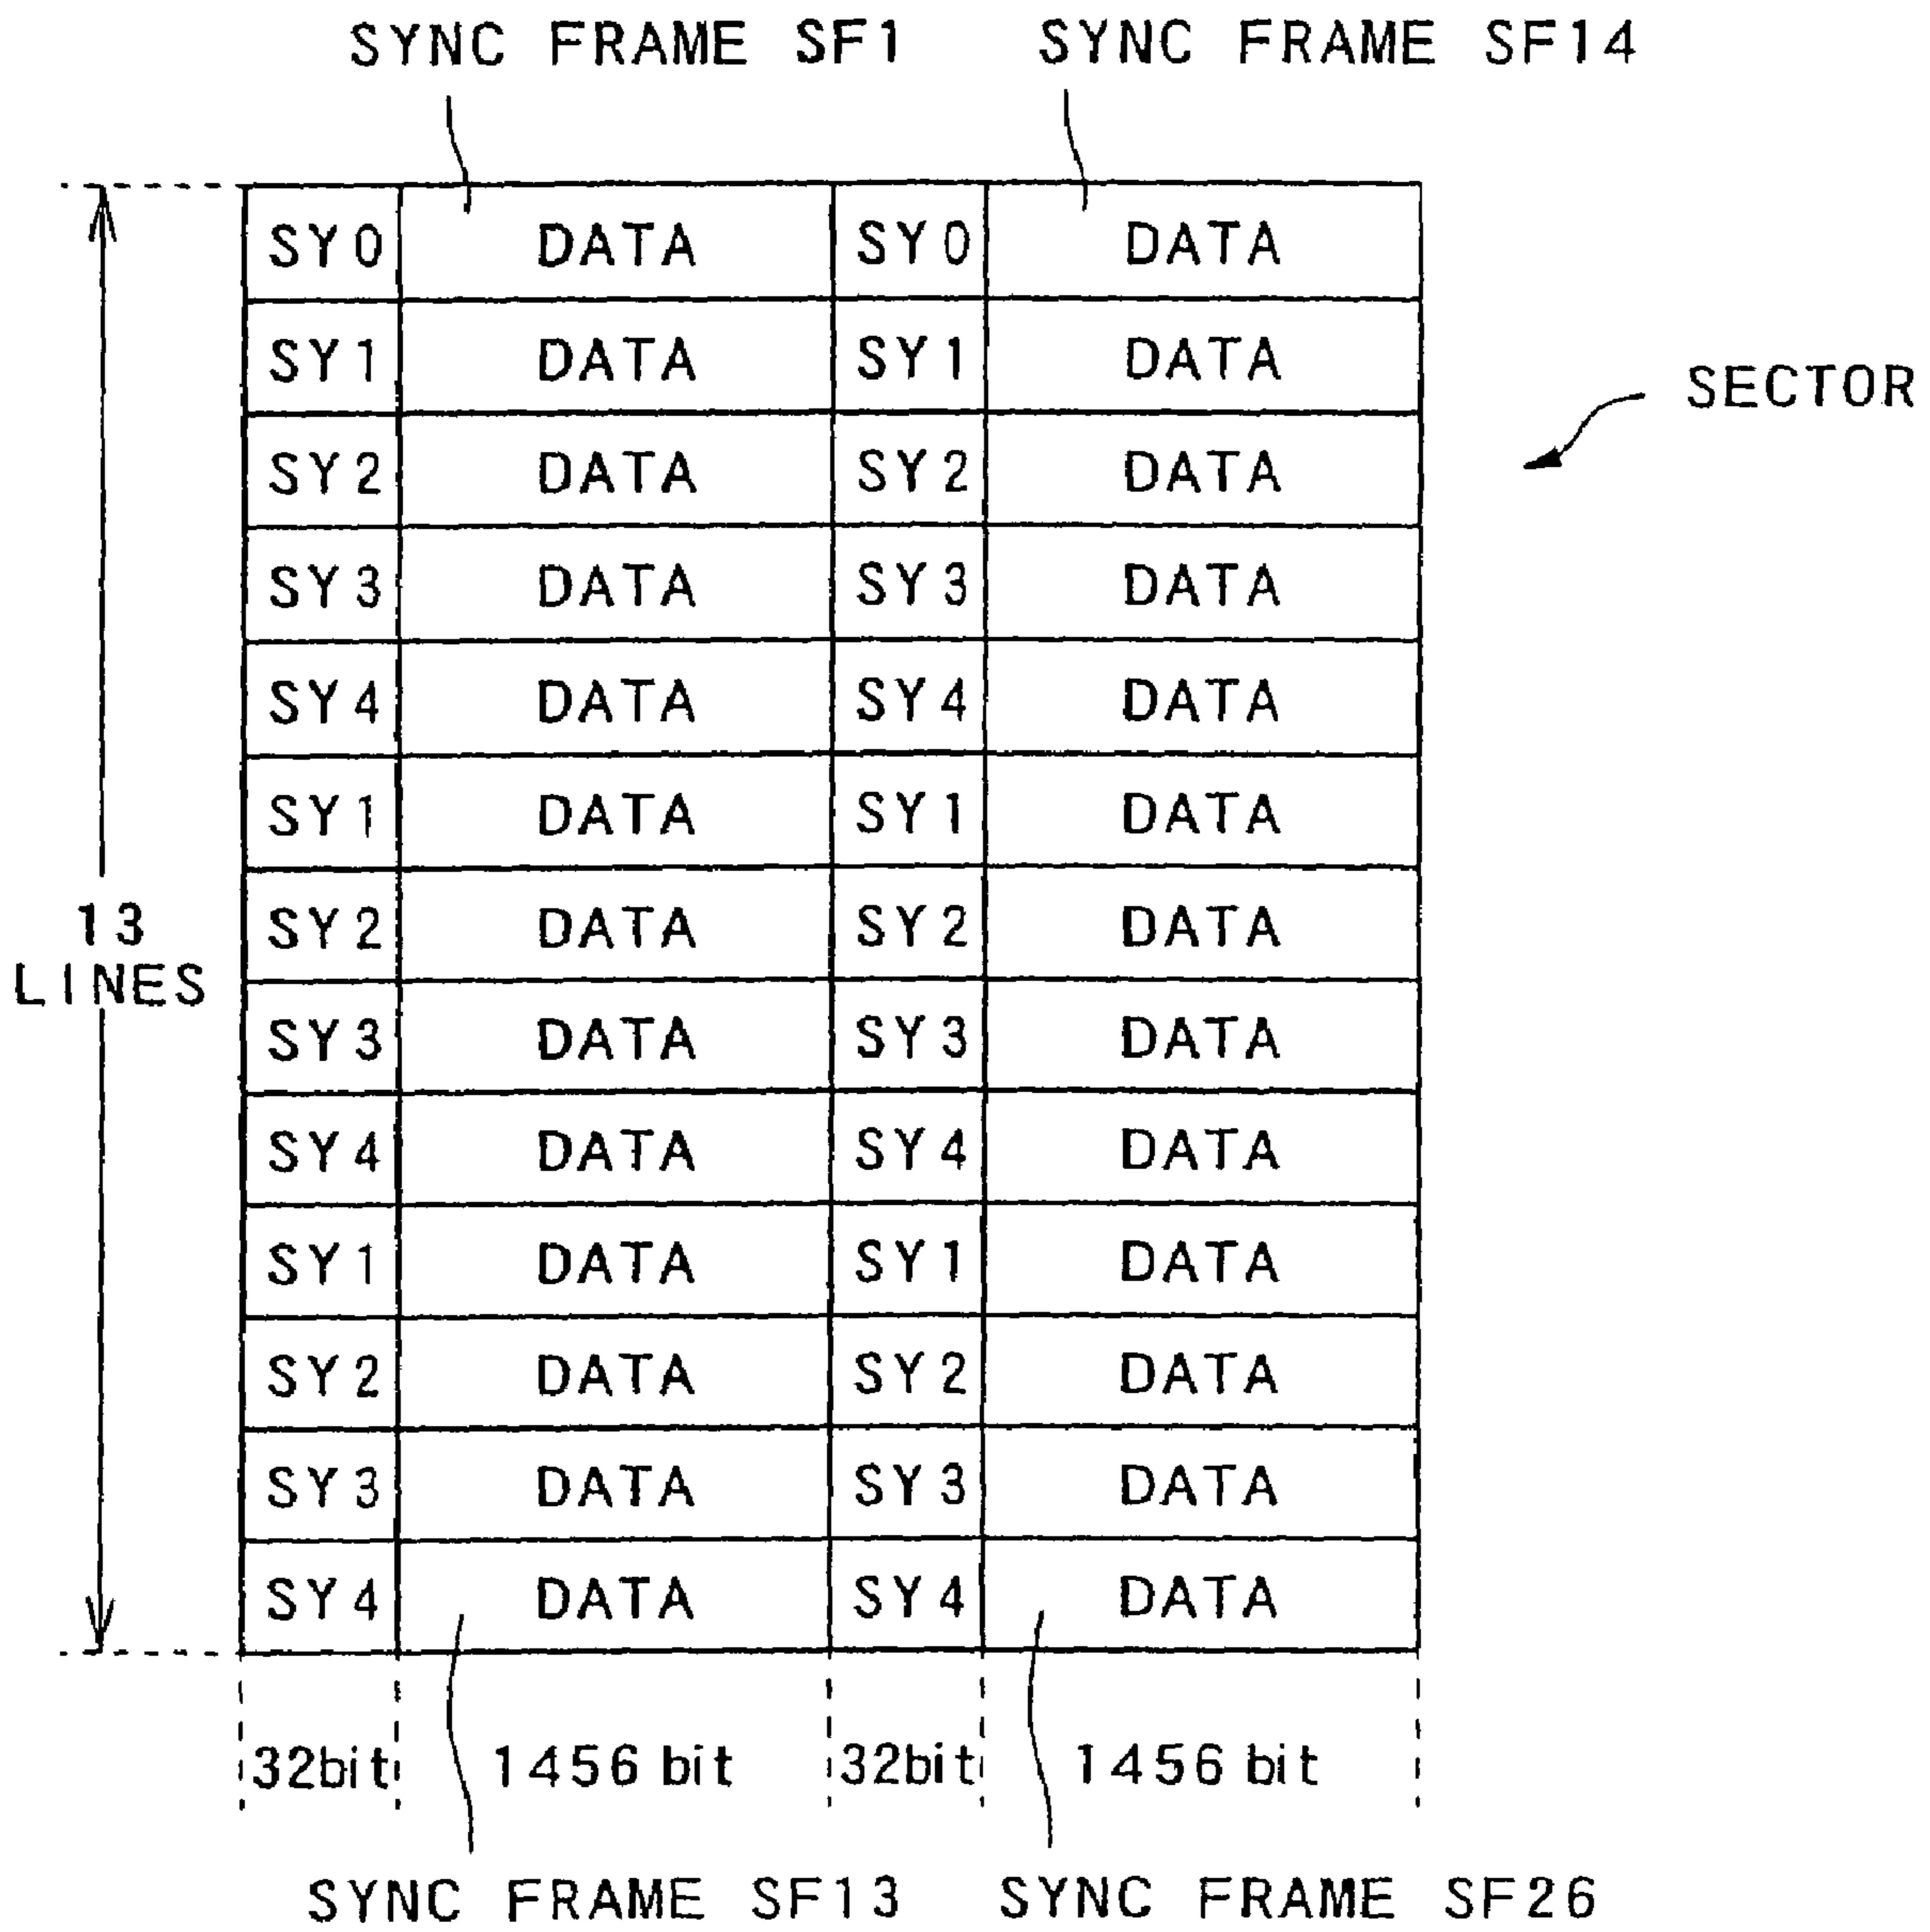 SYNC FRAME SF1 SYNC FRAME SF14
SY0 DATA SY0 DATA
SY1 DATA SY1 DATA
SECTOR
SY2 DATA SY2 DATA
SY3 DATA SY3 DATA
SY4 DATA SY4 DATA
SY1 DATA SY1 DATA
13
LINES
SY2 DATA SY2 DATA
SY3 DATA SY3 DATA
SY4 DATA SY4 DATA
SY1 DATA SY1 DATA
SY2 DATA SY2 DATA
SY3 DATA SY3 DATA
SY4 DATA SY4 DATA
32bit 1456 bit 32bit 1456 bit
SYNC FRAME SF13 SYNC FRAME SF26